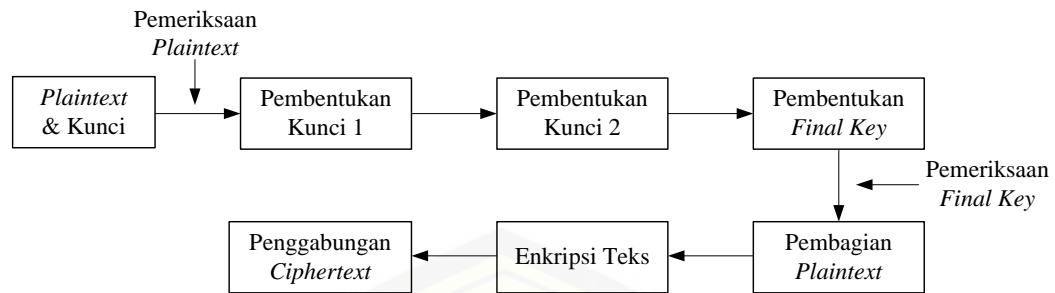 Pemeriksaan
Plaintext
Plaintext
& Kunci
Pembentukan
Kunci 1
Pembentukan
Kunci 2
Pembentukan
Final Key
Pemeriksaan
Final Key
Penggabungan
Ciphertext
Enkripsi Teks
Pembagian
Plaintext